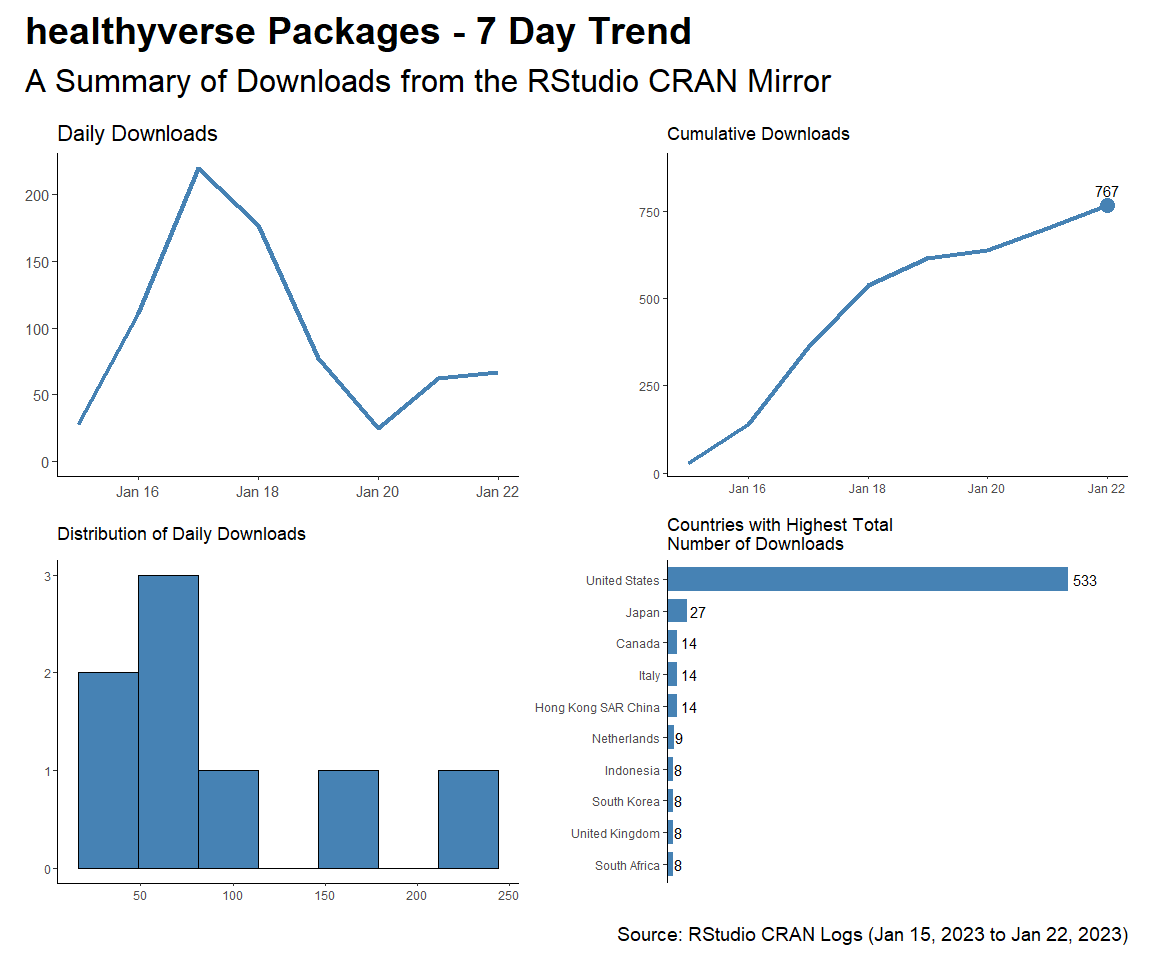 healthyverse Packages - 7 Day Trend
A Summary of Downloads from the RStudio CRAN Mirror
Daily Downloads
200
150
100
50
0
Jan 16
Jan 18
Jan 20
Jan 22
Cumulative Downloads
767
750
500
250
0
Jan 16
Jan 18
Jan 20
Jan 22
Distribution of Daily Downloads
3
2
1
0
50
100
150
200
250
Countries with Highest Total
Number of Downloads
United States 533
Japan 27
Canada 14
Italy 14
Hong Kong SAR China 14
Netherlands 9
Indonesia 8
South Korea 8
United Kingdom 8
South Africa 8
Source: RStudio CRAN Logs (Jan 15, 2023 to Jan 22, 2023)